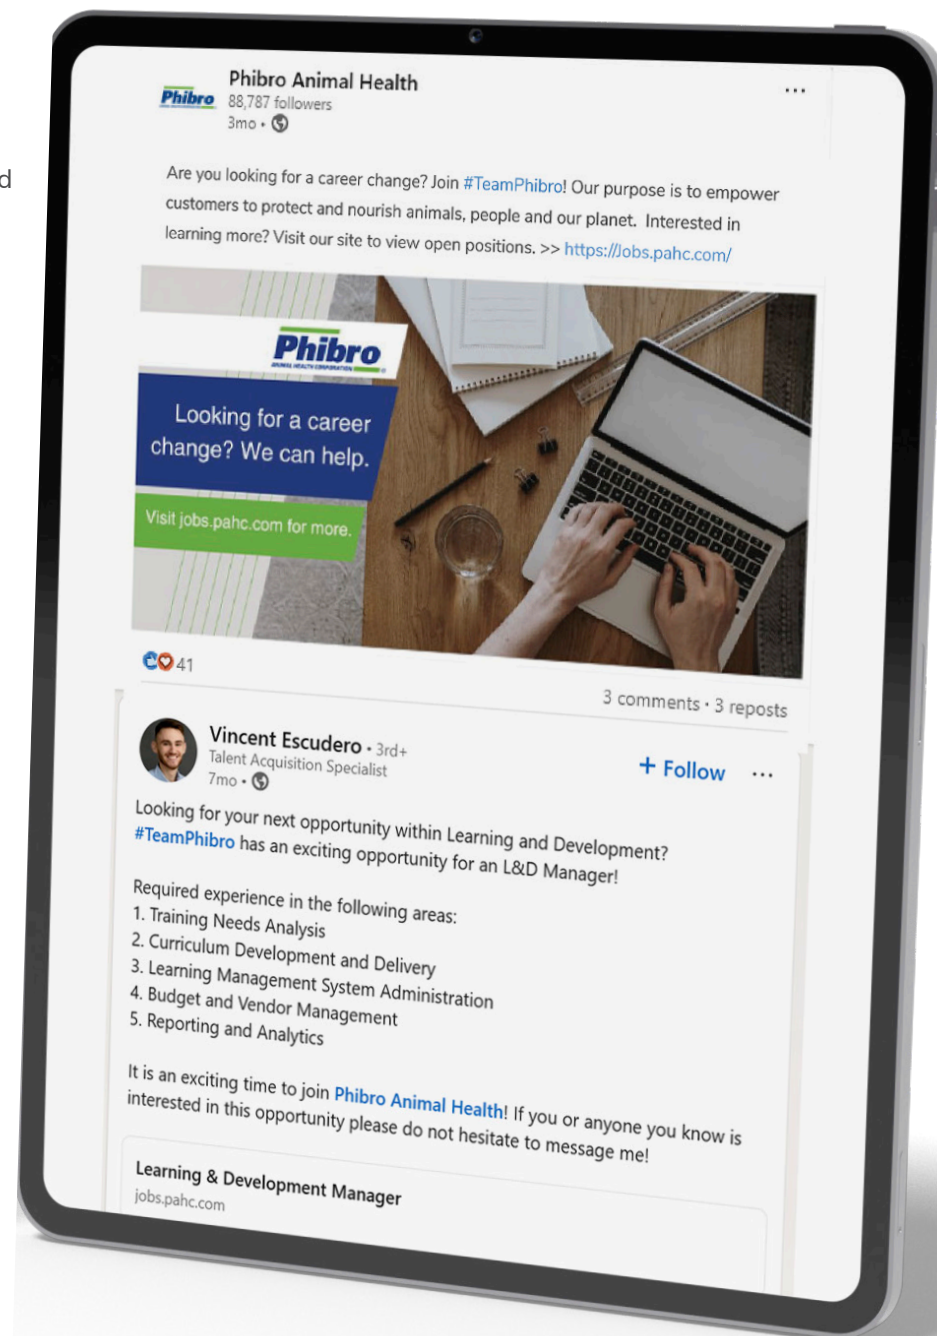 d
Phibro Animal Health
Phibro
88,787 followers
3mo •
Are you looking for a career change? Join #TeamPhibro! Our purpose is to empower
customers to protect and nourish animals, people and our planet. Interested in
learning more? Visit our site to view open positions. >> https://Jobs.pahc.com/
Phibro
ANIMAL HEALTH CORPORATION
Looking for a career
change? We can help.
Visit jobs.pahc.com for more.
41
3 comments • 3 reposts
Vincent Escudero • 3rd+
Talent Acquisition Specialist
7mo •
+ Follow
Looking for your next opportunity within Learning and Development?
#TeamPhibro has an exciting opportunity for an L&D Manager!
Required experience in the following areas:
1. Training Needs Analysis
2. Curriculum Development and Delivery
3. Learning Management System Administration
4. Budget and Vendor Management
5. Reporting and Analytics
It is an exciting time to join Phibro Animal Health! If you or anyone you know is
interested in this opportunity please do not hesitate to message me!
Learning & Development Manager
jobs.pahc.com